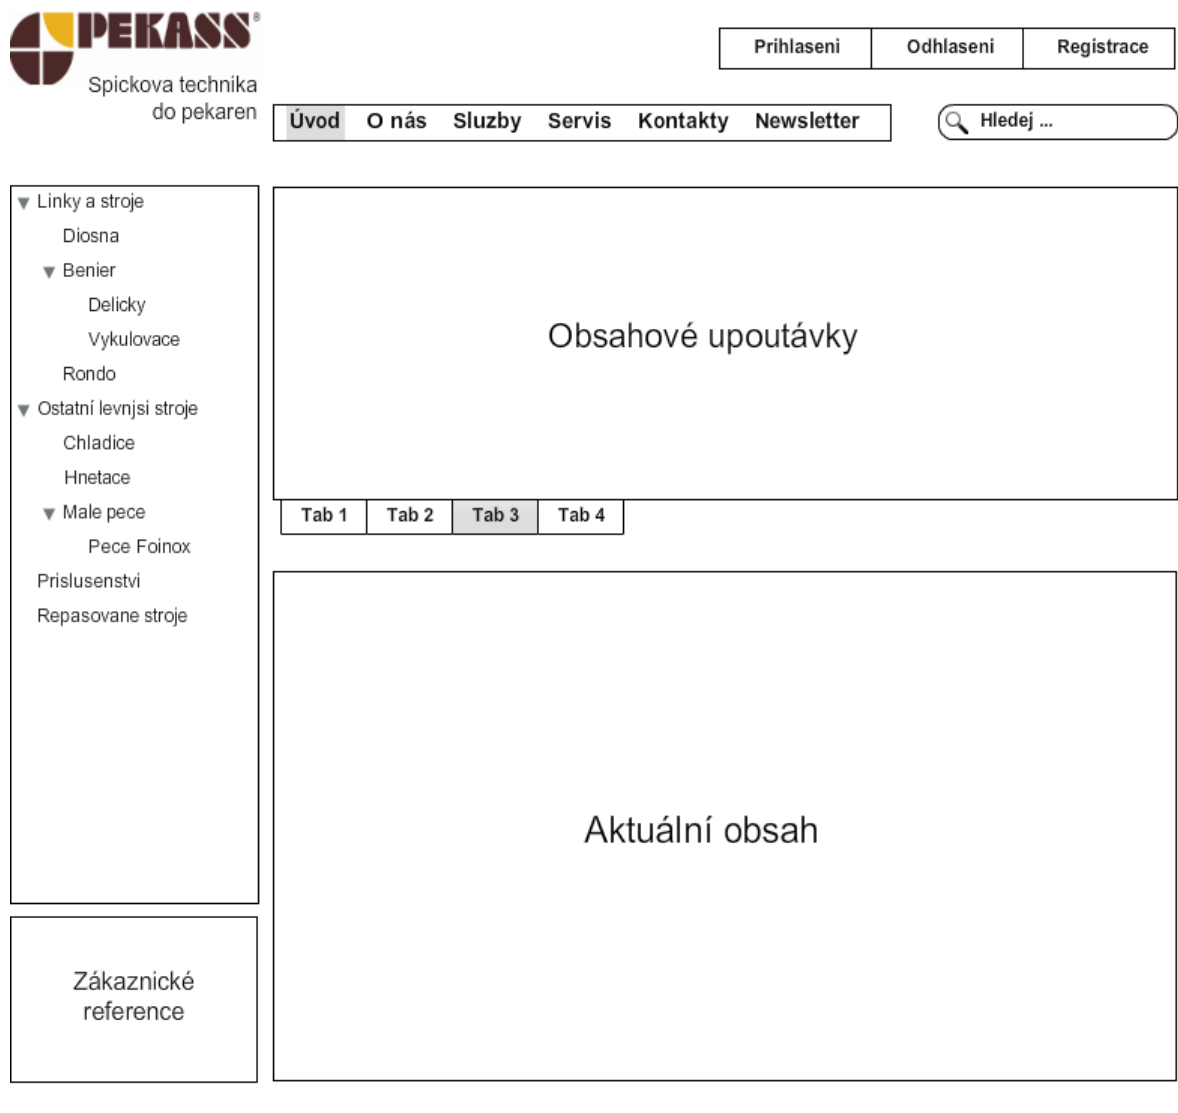 PEKASS®
Spickova technika
do pekaren
Prihlaseni Odhlaseni Registrace
Úvod O nás Sluzby Servis Kontakty Newsletter
Hledej ...
Linky a stroje
Diosna
Benier
Delicky
Vykulovace
Rondo
Ostatní levnjsi stroje
Chladice
Hnetace
Male pece
Pece Foinox
Prislusenstvi
Repasovane stroje
Zákaznické
reference
Obsahové upoutávky
Tab 1 Tab 2 Tab 3 Tab 4
Aktuální obsah